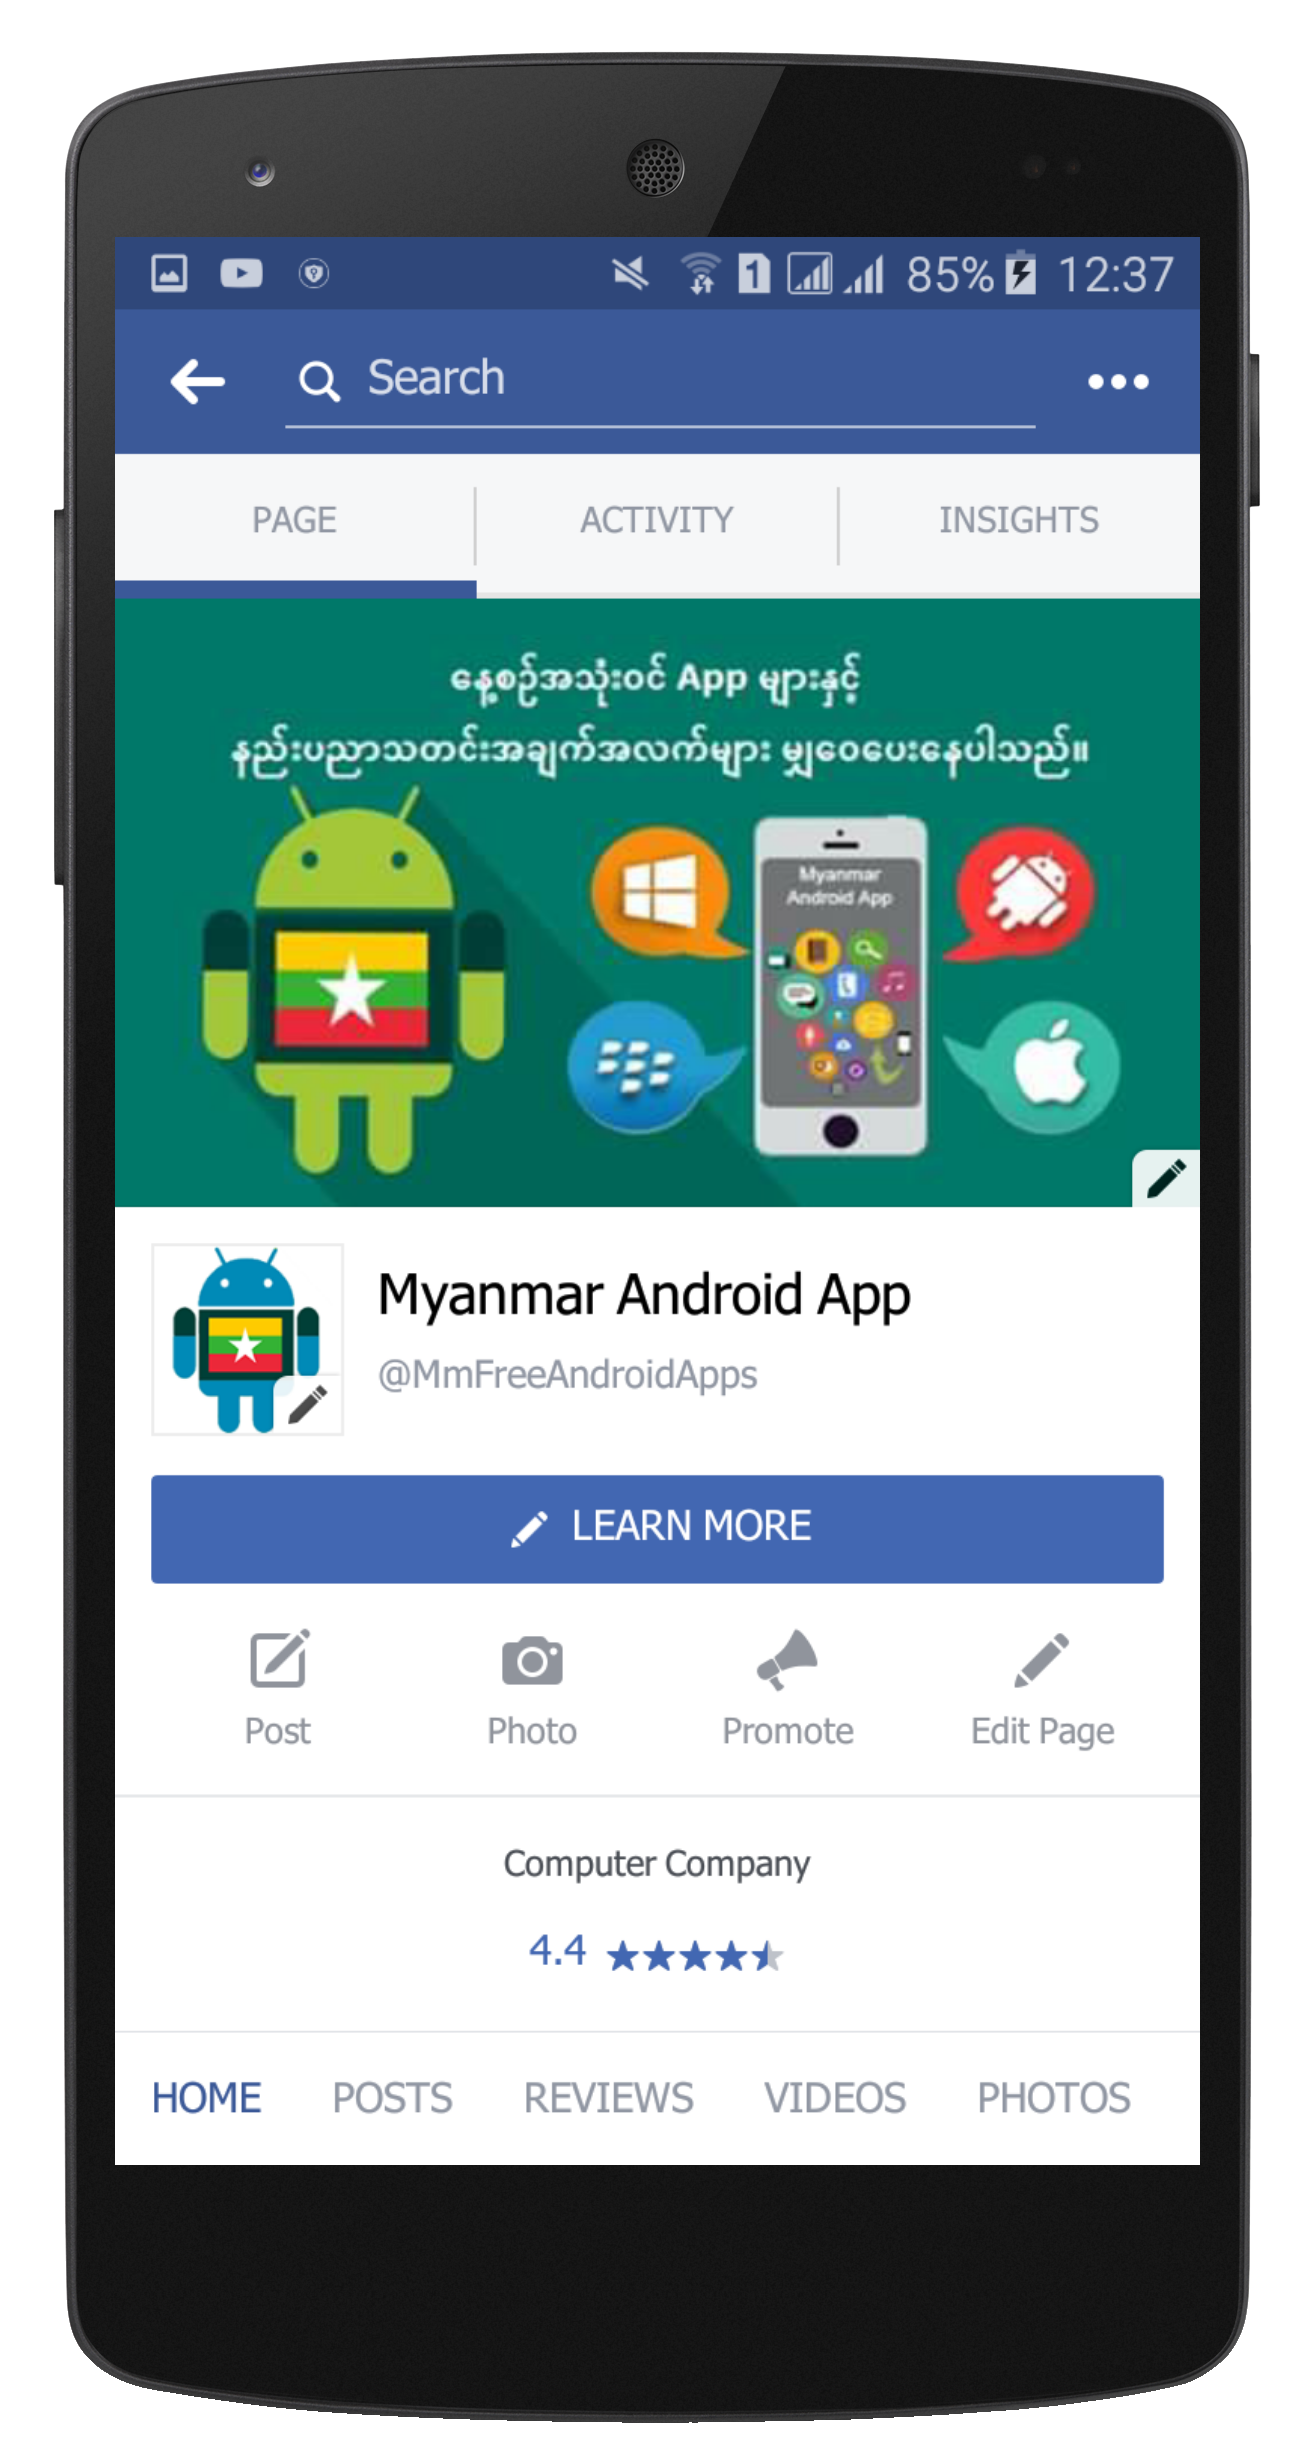 85% 12:37
Search
PAGE ACTIVITY INSIGHTS
နေ့စဉ်အသုံးဝင် App များနှင့်
နည်းပညာသတင်းအချက်အလက်များ မျှဝေပေးနေပါသည်။
Myanmar
Android App
Myanmar Android App
@MmFreeAndroidApps
LEARN MORE
Post Photo Promote Edit Page
Computer Company
4.4
HOME POSTS REVIEWS VIDEOS PHOTOS